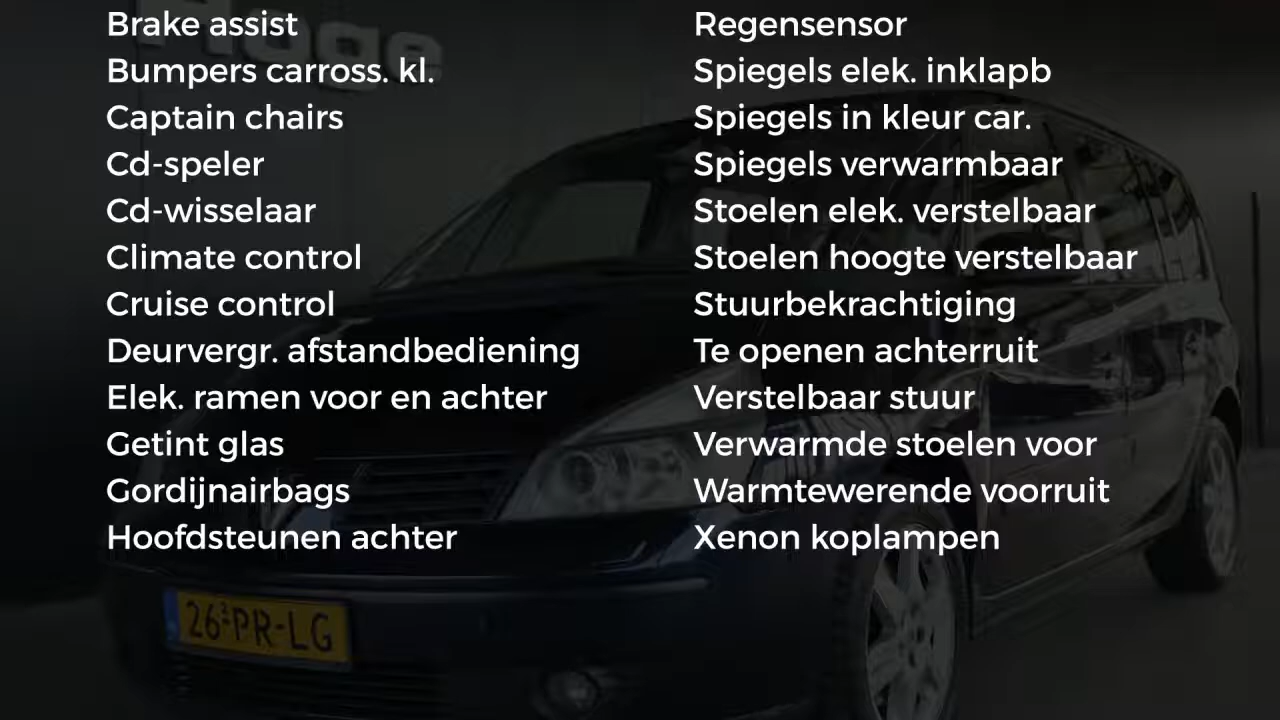 Brake assist
Bumpers carross. kl.
Captain chairs
Cd-speler
Cd-wisselaar
Climate control
Cruise control
Deurvergr. afstandbediening
Elek. ramen voor en achter
Getint glas
Gordijnairbags
Hoofdsteunen achter
Regensensor
Spiegels elek. inklapb
Spiegels in kleur car.
Spiegels verwarmbaar
Stoelen elek. verstelbaar
Stoelen hoogte verstelbaar
Stuurbekrachtiging
Te openen achterruit
Verstelbaar stuur
Verwarmde stoelen voor
Warmtewerende voorruit
Xenon koplampen
26-PR-LG